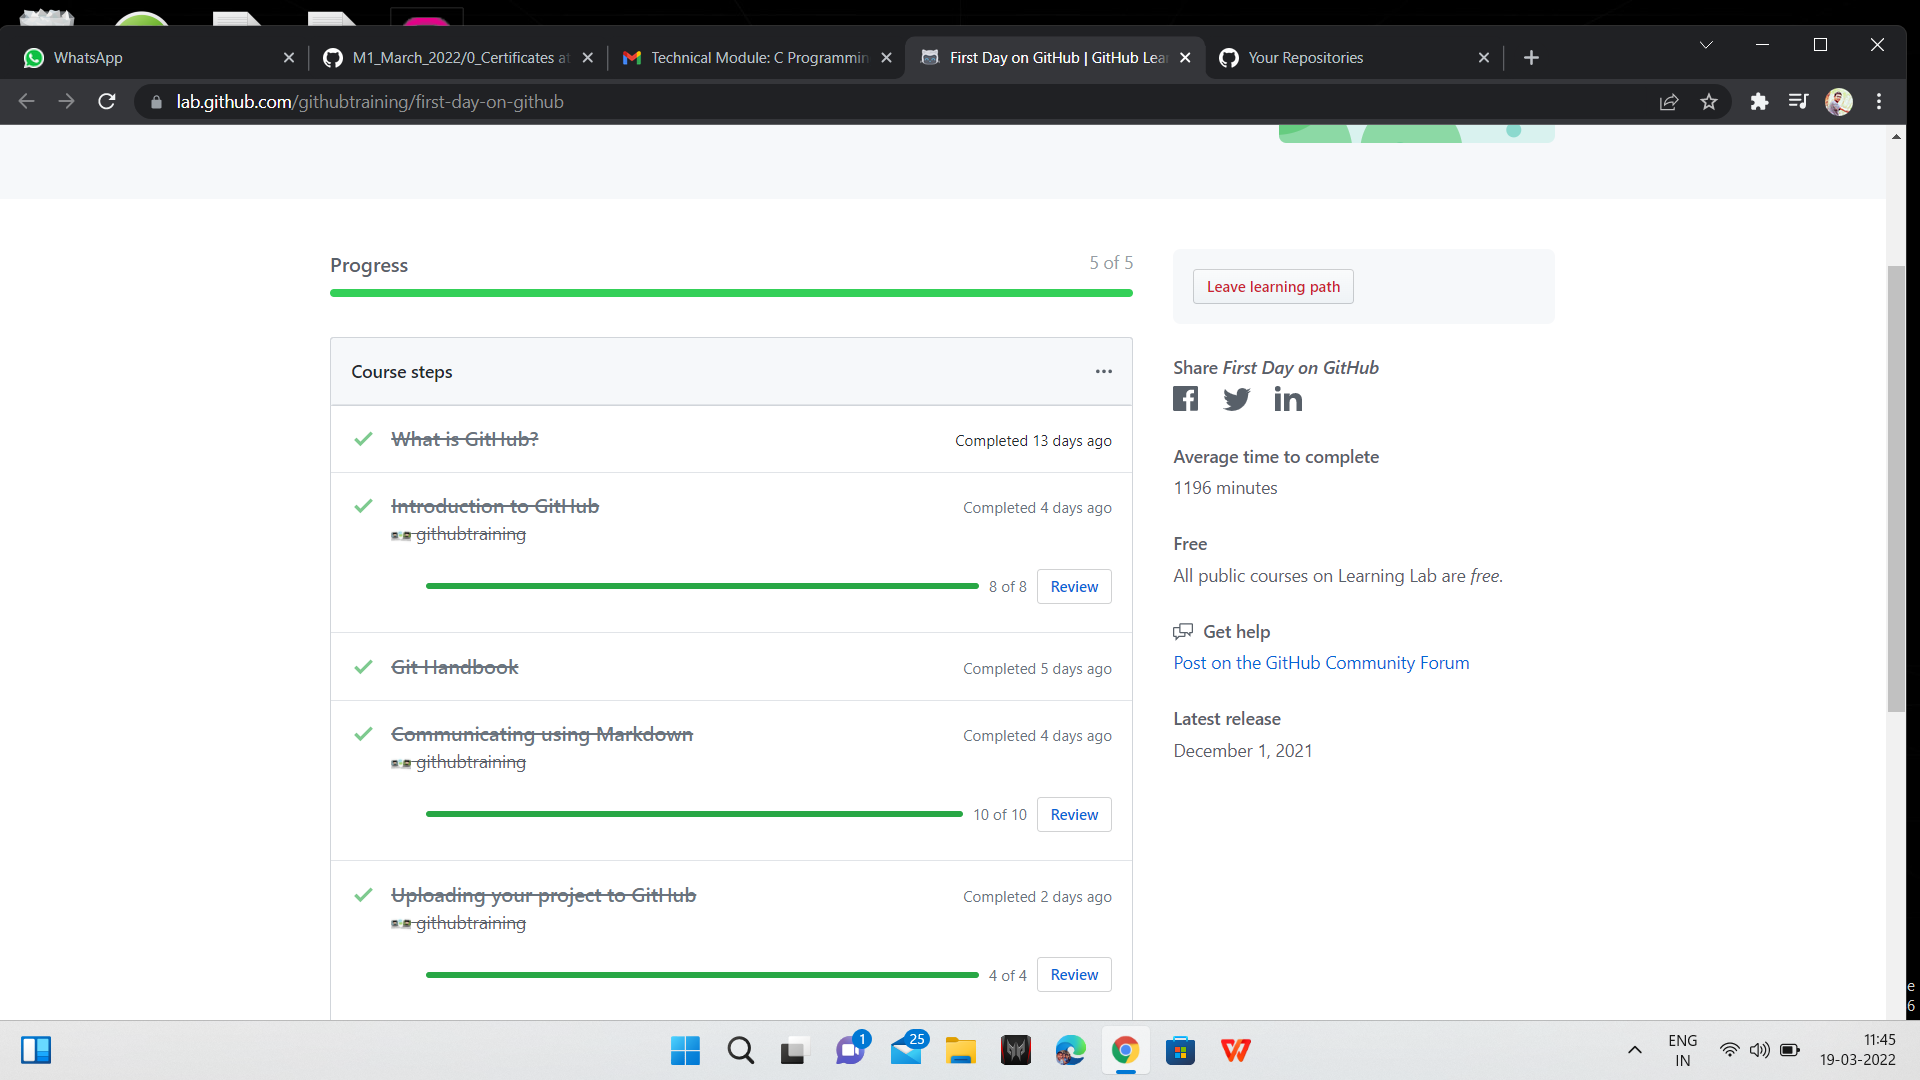 WhatsApp
M1_March_2022/0_Certificates at
Technical Module: C Programmin
First Day on GitHub | GitHub Lear
Your Repositories
lab.github.com/githubtraining/first-day-on-github
Progress
5 of 5
Leave learning path
Course steps
What is GitHub?
Completed 13 days ago
Introduction to GitHub
Completed 4 days ago
githubtraining
8 of 8
Review
Git Handbook
Completed 5 days ago
Communicating using Markdown
Completed 4 days ago
githubtraining
10 of 10
Review
Uploading your project to GitHub
Completed 2 days ago
githubtraining
4 of 4
Review
Share First Day on GitHub
Average time to complete
1196 minutes
Free
All public courses on Learning Lab are free.
Get help
Post on the GitHub Community Forum
Latest release
December 1, 2021
e
6
1
25
ENG
IN
11:45
19-03-2022